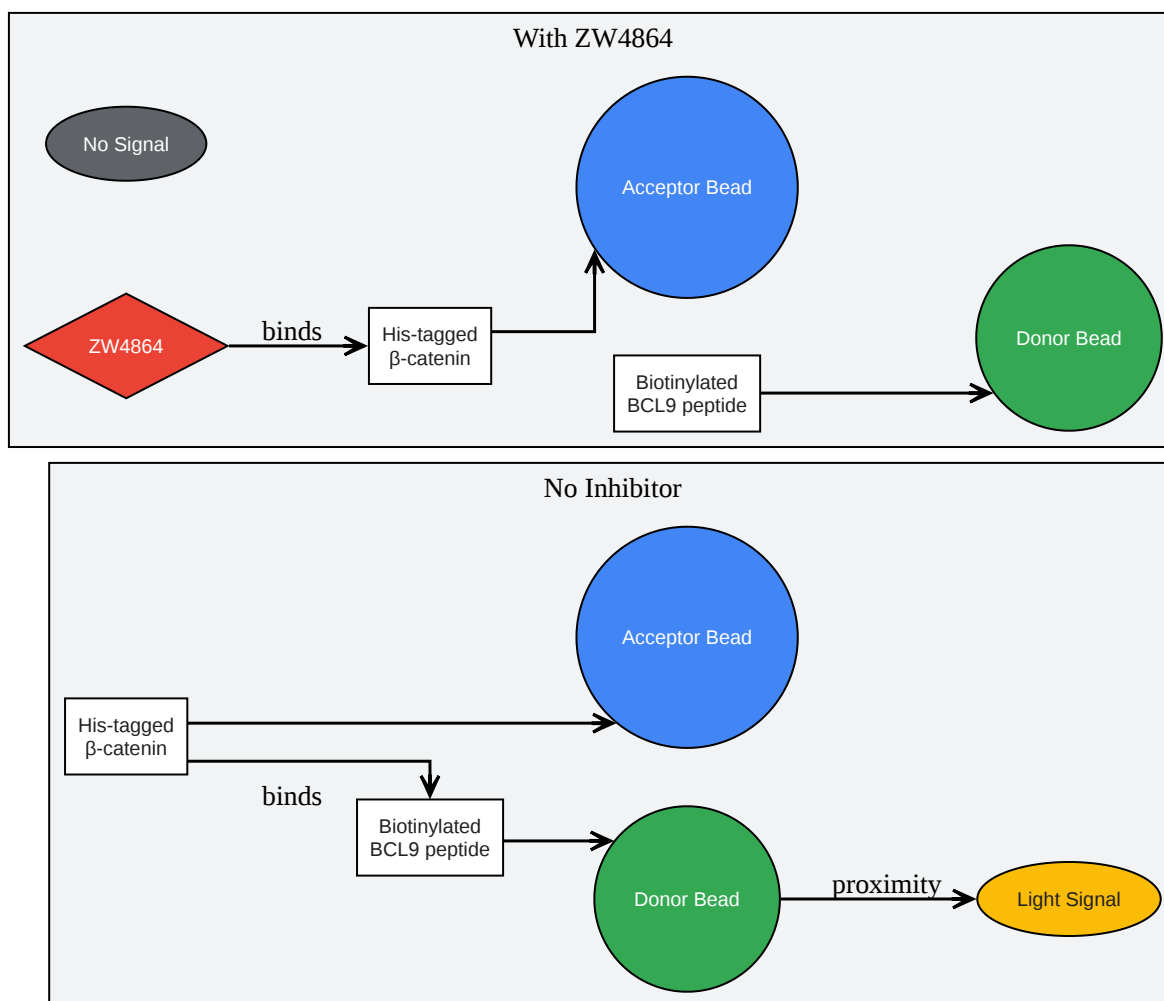 With ZW4864
No Signal
Acceptor Bead
ZW4864
binds
His-tagged
β-catenin
Donor Bead
Biotinylated
BCL9 peptide
No Inhibitor
Acceptor Bead
His-tagged
β-catenin
binds
Biotinylated
BCL9 peptide
Donor Bead
proximity
Light Signal